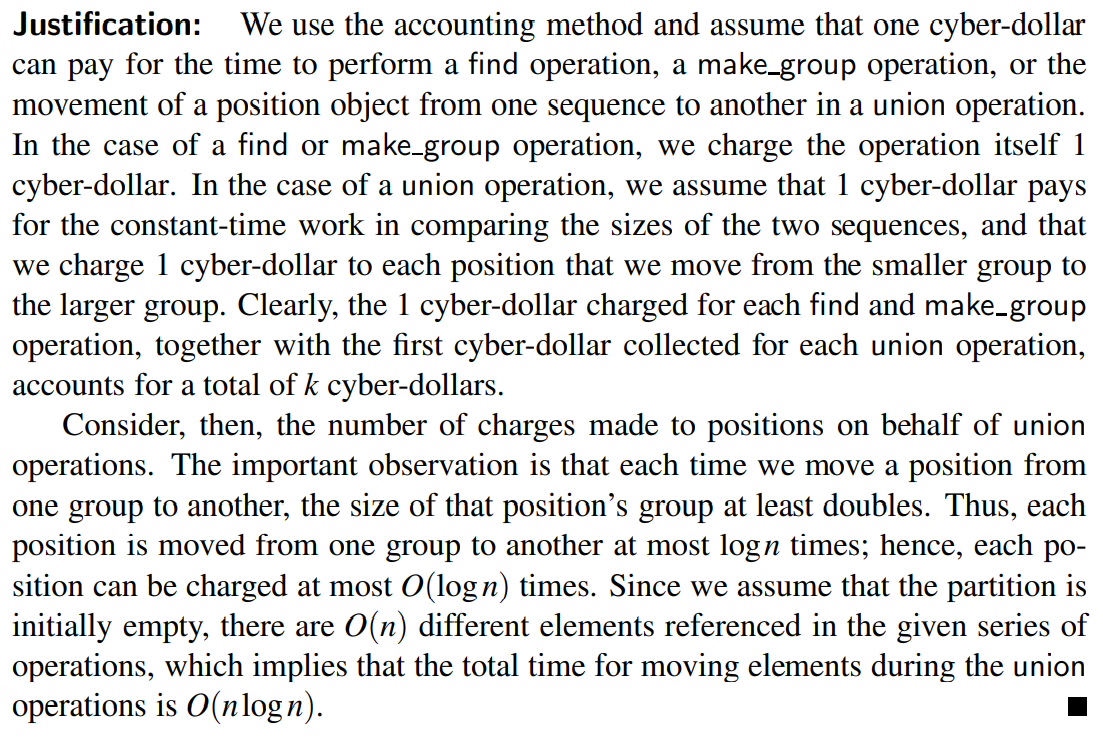 Justification: We use the accounting method and assume that one cyber-dollar
can pay for the time to perform a find operation, a make_group operation, or the
movement of a position object from one sequence to another in a union operation.
In the case of a find or make_group operation, we charge the operation itself 1
cyber-dollar. In the case of a union operation, we assume that 1 cyber-dollar pays
for the constant-time work in comparing the sizes of the two sequences, and that
we charge 1 cyber-dollar to each position that we move from the smaller group to
the larger group. Clearly, the 1 cyber-dollar charged for each find and make_group
operation, together with the first cyber-dollar collected for each union operation,
accounts for a total of k cyber-dollars.
Consider, then, the number of charges made to positions on behalf of union
operations. The important observation is that each time we move a position from
one group to another, the size of that position’s group at least doubles. Thus, each
position is moved from one group to another at most log n times; hence, each po-
sition can be charged at most O(log n) times. Since we assume that the partition is
initially empty, there are O(n) different elements referenced in the given series of
operations, which implies that the total time for moving elements during the union
operations is O(n log n). ■